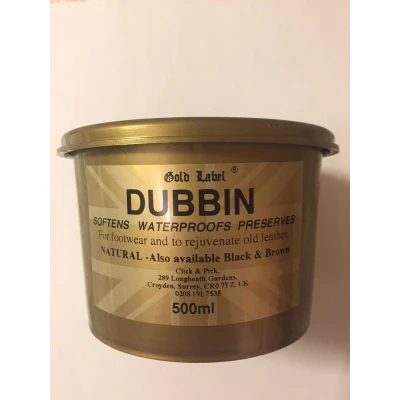 Gold Label ®
DUBBIN
SOFTENS WATERPROOFS PRESERVES
For footwear and to rejuvenate old leather
NATURAL -Also available Black & Brown
Click & Pick,
289 Longheath Gardens,
Croyden, Surrey, CR0 7TZ. UK
0208 191 7535
500ml